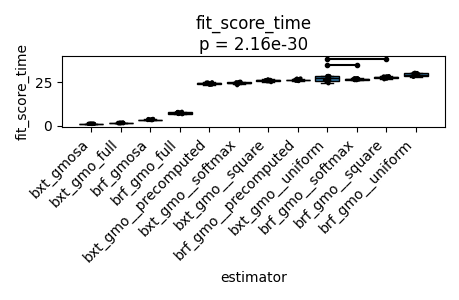 fit_score_time
p = 2.16e-30
fit_score_time
25
0
bxt_gmosa
bxt_gmo_full
brf_gmosa
brf_gmo_full
bxt_gmo__precomputed
bxt_gmo__softmax
bxt_gmo__square
brf_gmo__precomputed
bxt_gmo__uniform
brf_gmo__softmax
brf_gmo__square
brf_gmo__uniform
estimator